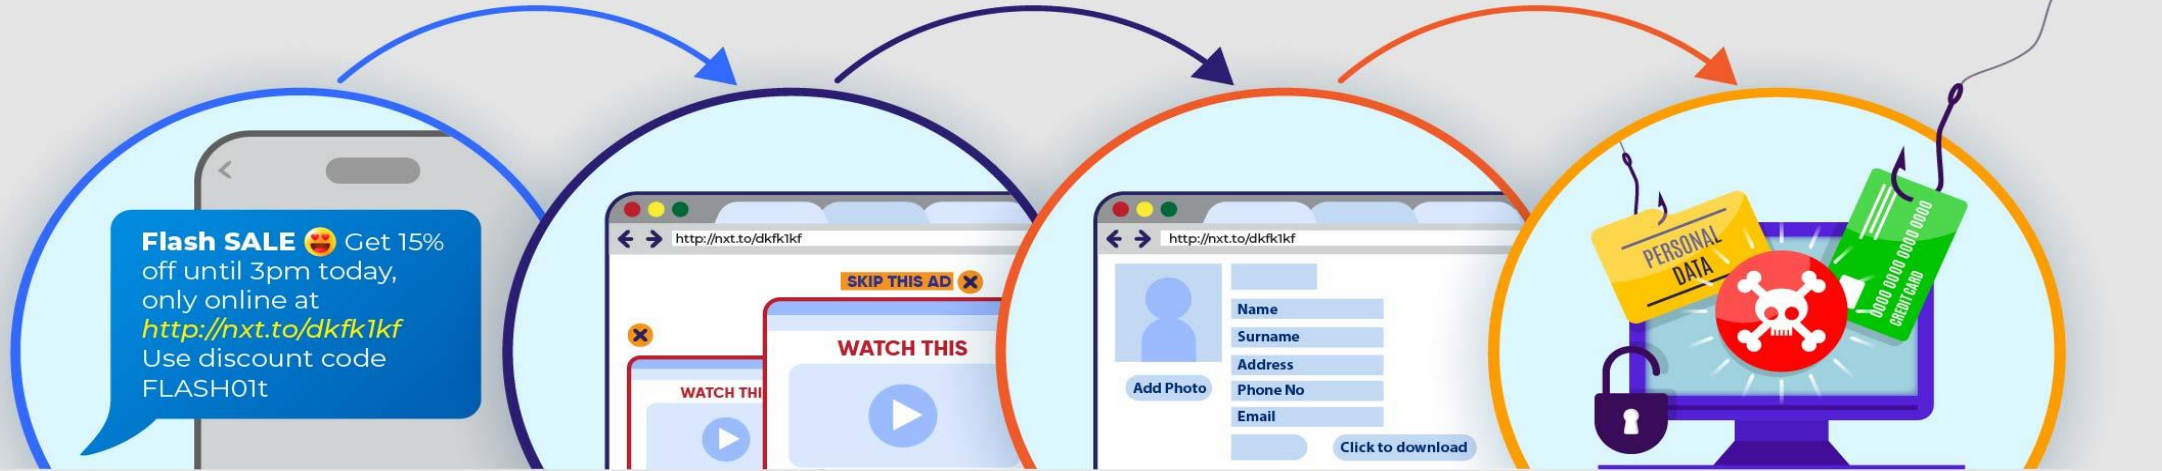 Flash SALE 😍 Get 15%
off until 3pm today,
only online at
http://nxt.to/dkfk1kf
Use discount code
FLASH01t
http://nxt.to/dkfk1kf
SKIP THIS AD
WATCH THIS
WATCH THI
http://nxt.to/dkfk1kf
Name
Surname
Address
Add Photo
Phone No
Email
Click to download
PERSONAL
DATA
0000 0000 0000 0000
CREDIT CARD